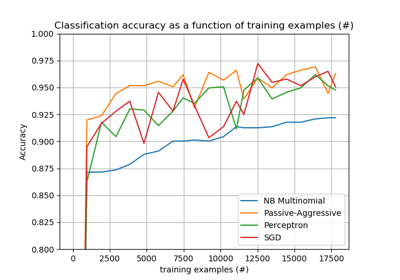 Classification accuracy as a function of training examples (#)
1.000
0.975
0.950
0.925
0.900
0.875
0.850
0.825
0.800
Accuracy
NB Multinomial
Passive-Aggressive
Perceptron
SGD
0 2500 5000 7500 10000 12500 15000 17500
training examples (#)